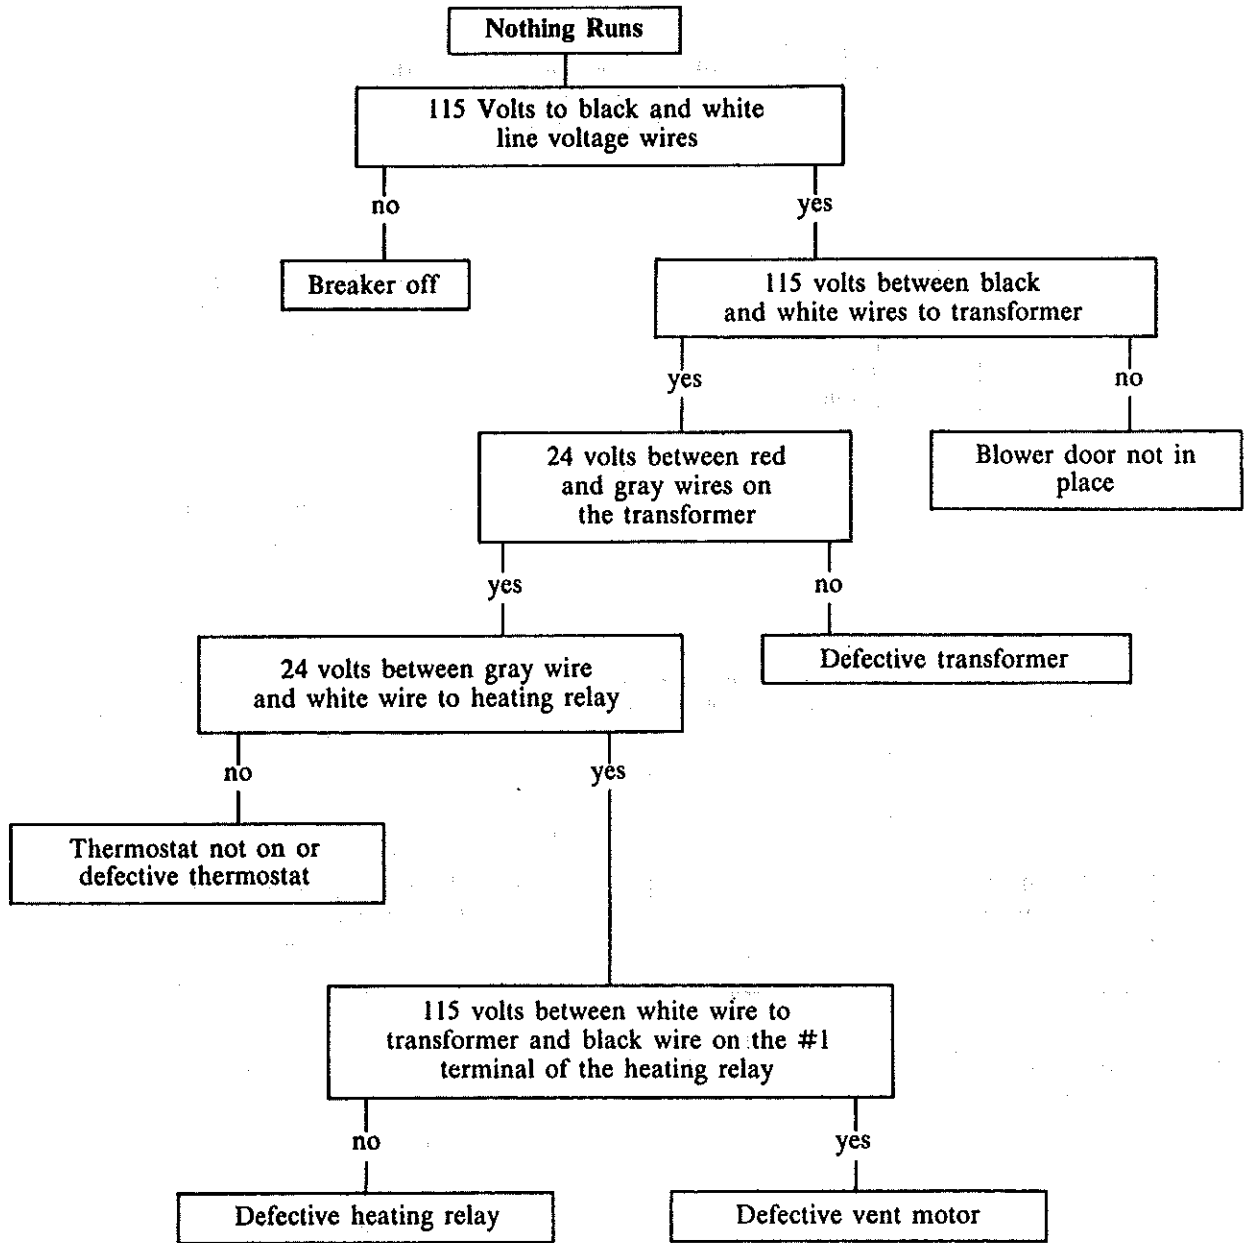 Nothing Runs
115 Volts to black and white
line voltage wires
no
yes
Breaker off
115 volts between black
and white wires to transformer
yes
no
24 volts between red
and gray wires on
the transformer
Blower door not in
place
yes
no
24 volts between gray wire
and white wire to heating relay
Defective transformer
no
yes
Thermostat not on or
defective thermostat
115 volts between white wire to
transformer and black wire on the #1
terminal of the heating relay
no
yes
Defective heating relay
Defective vent motor